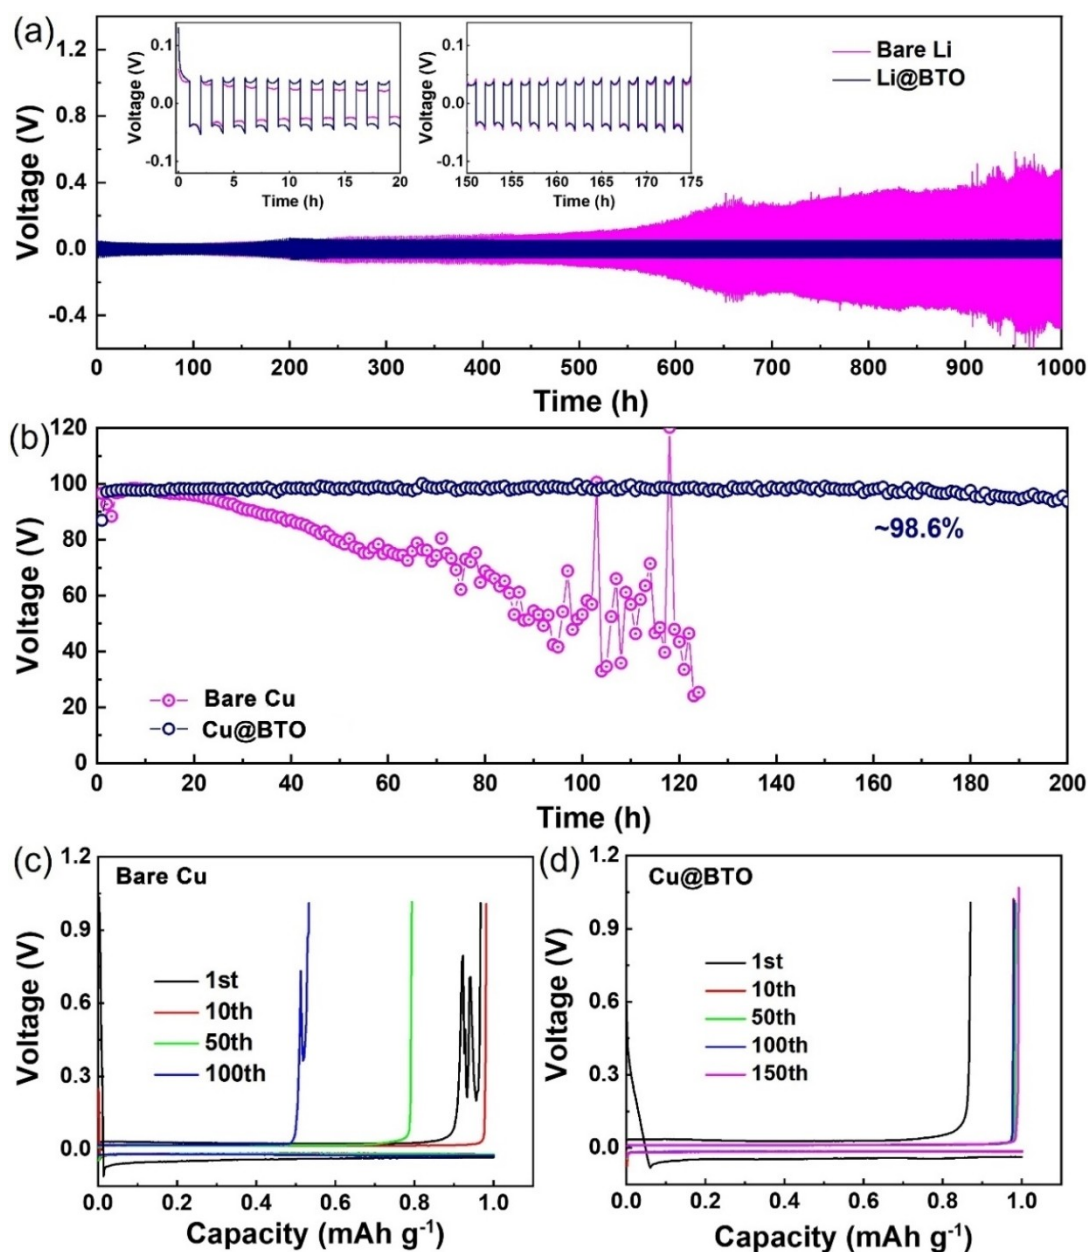 (a)
Voltage (V)
1.2
0.8
0.4
0.0
-0.4
0.1
0.0
-0.1
Voltage (V)
0 5 10 15 20
Time (h)
0.1
0.0
-0.1
Voltage (V)
150 155 160 165 170 175
Time (h)
Bare Li
Li@BTO
0 100 200 300 400 500 600 700 800 900 1000
Time (h)
(b)
Voltage (V)
120
100
80
60
40
20
0
~98.6%
Bare Cu
Cu@BTO
0 20 40 60 80 100 120 140 160 180 200
Time (h)
(c)
Voltage (V)
1.2
0.9
0.6
0.3
0.0
Bare Cu
1st
10th
50th
100th
0.0 0.2 0.4 0.6 0.8 1.0
Capacity (mAh g⁻¹)
(d)
Voltage (V)
1.2
0.9
0.6
0.3
0.0
Cu@BTO
1st
10th
50th
100th
150th
0.0 0.2 0.4 0.6 0.8 1.0
Capacity (mAh g⁻¹)